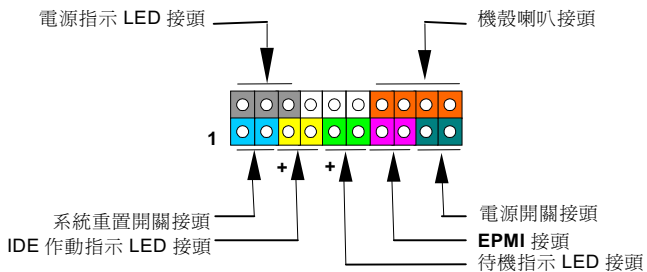 電源指示 LED 接頭
機殼喇叭接頭
1
+
+
系統重置開關接頭
IDE 作動指示 LED 接頭
電源開關接頭
EPMI 接頭
待機指示 LED 接頭